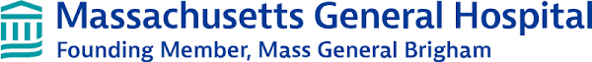 Massachusetts General Hospital
Founding Member, Mass General Brigham